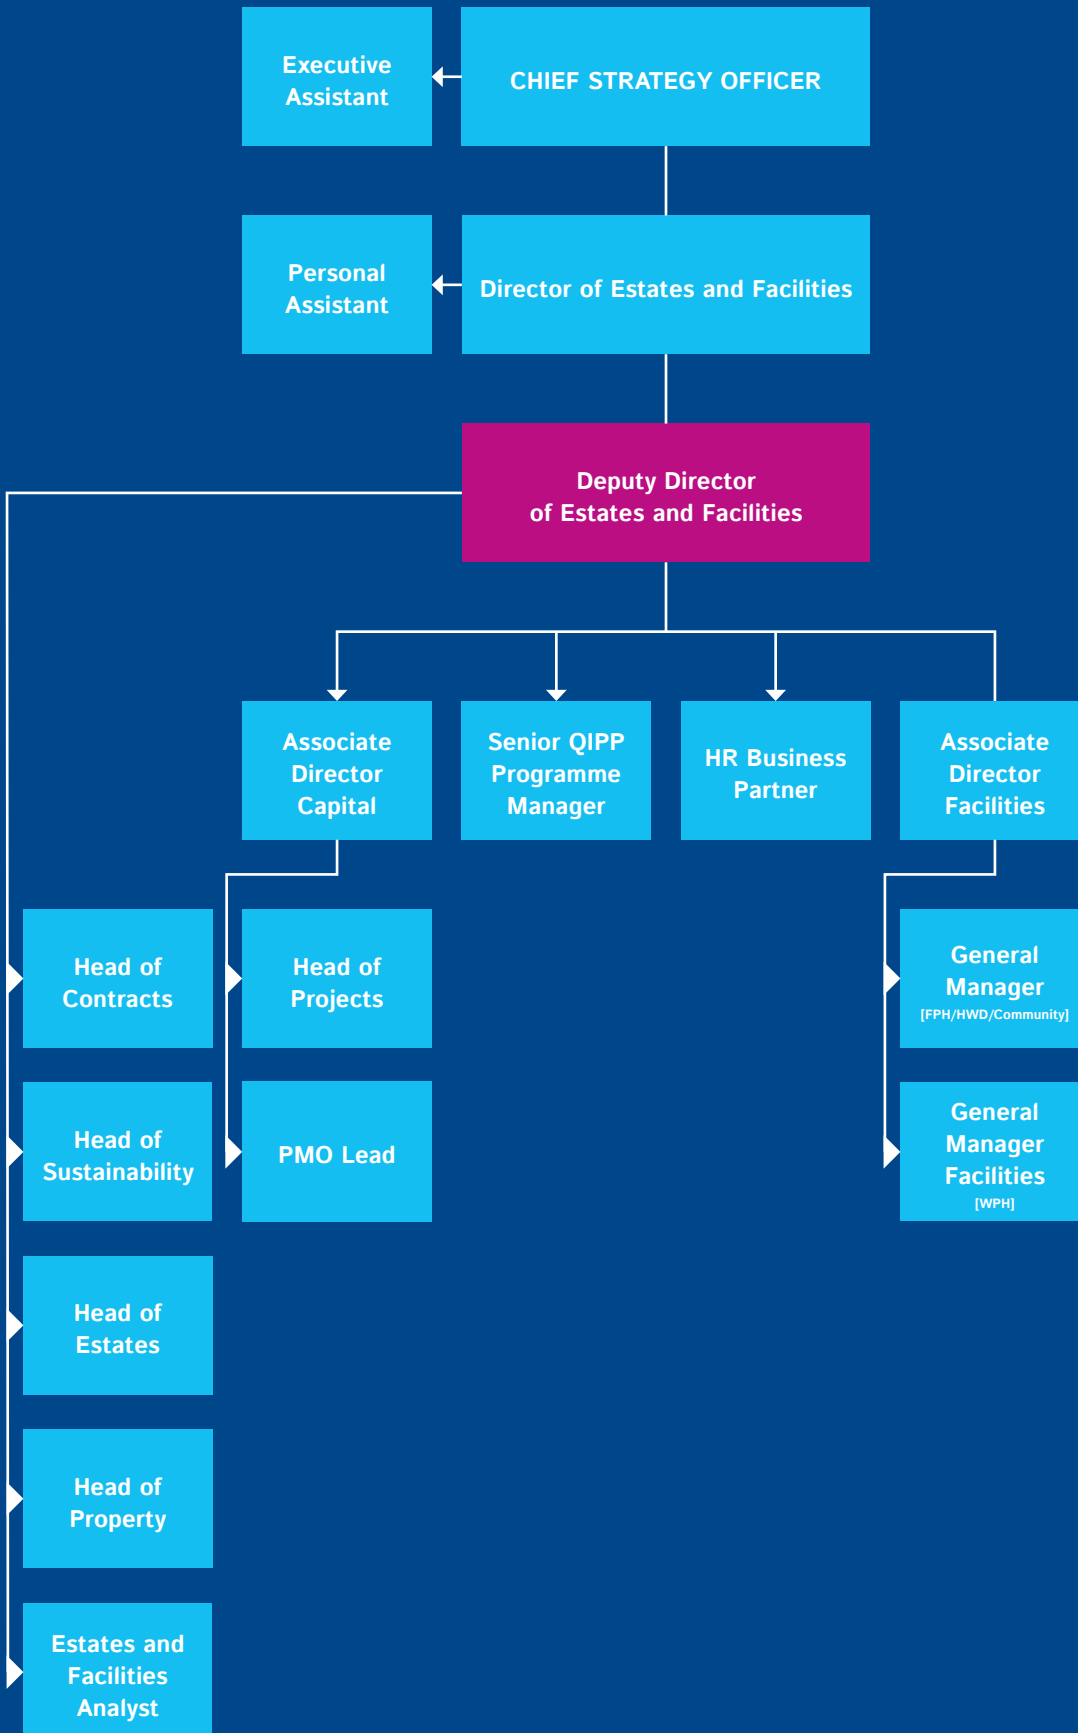 Executive
Assistant
CHIEF STRATEGY OFFICER
Personal
Assistant
Director of Estates and Facilities
Deputy Director
of Estates and Facilities
Associate
Director
Capital
Senior QIPP
Programme
Manager
HR Business
Partner
Associate
Director
Facilities
Head of
Contracts
Head of
Projects
General
Manager
[FPH/HWD/Community]
Head of
Sustainability
PMO Lead
General
Manager
Facilities
[WPH]
Head of
Estates
Head of
Property
Estates and
Facilities
Analyst